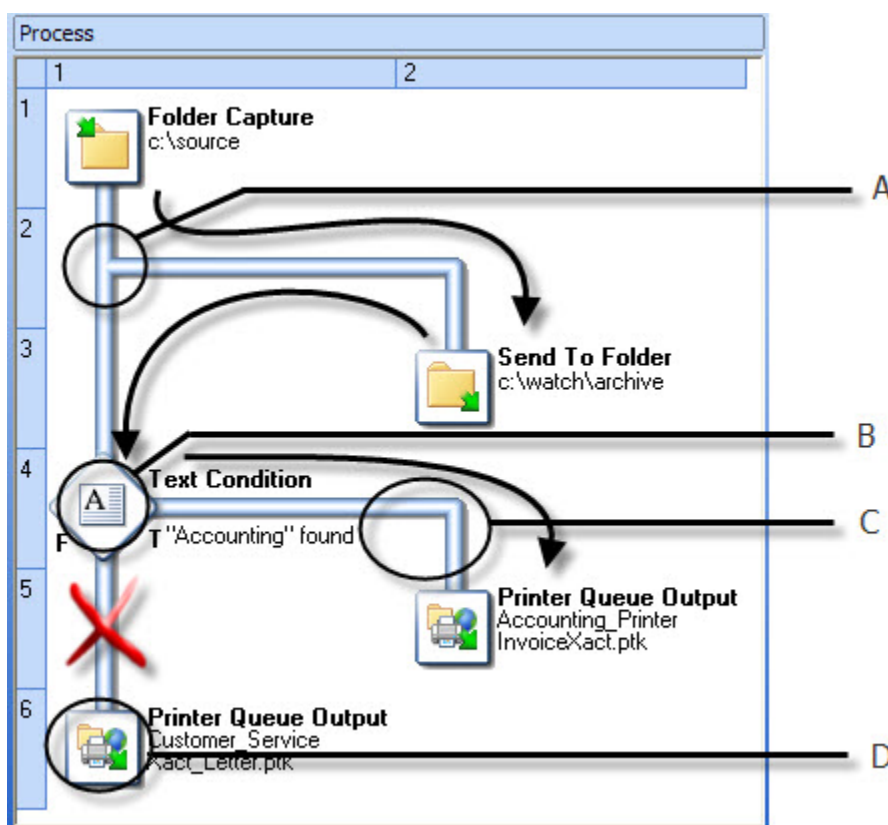 Process
1
2
1
Folder Capture
c:\source
A
2
3
Send To Folder
c:\watch\archive
B
4
Text Condition
A
F
T "Accounting" found
C
5
Printer Queue Output
Accounting_Printer
InvoiceXact.ptk
6
Printer Queue Output
Customer_Service
Xact_Letter.ptk
D